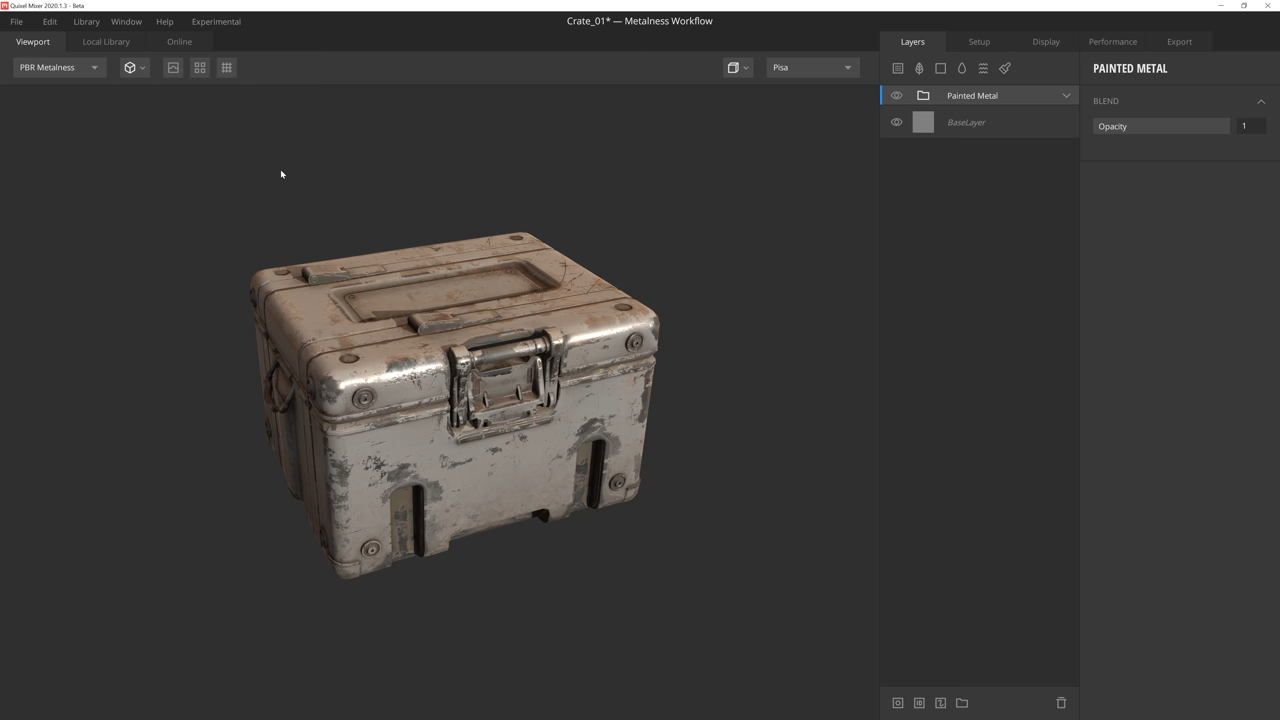 Quixel Mixer 2020.1.3 - Beta
File Edit Library Window Help Experimental
Crate_01* — Metalness Workflow
Viewport Local Library Online
Layers Setup Display Performance Export
PBR Metalness
Pisa
PAINTED METAL
Painted Metal
BLEND
BaseLayer
Opacity 1